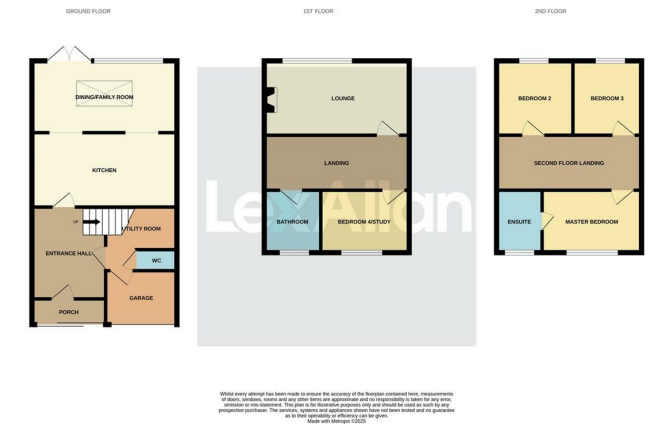 GROUND FLOOR
1ST FLOOR
2ND FLOOR
DINING/FAMILY ROOM
KITCHEN
UP
UTILITY ROOM
ENTRANCE HALL
WC
GARAGE
PORCH
LOUNGE
LANDING
BATHROOM
BEDROOM 4/STUDY
BEDROOM 2
BEDROOM 3
SECOND FLOOR LANDING
ENSUITE
MASTER BEDROOM
LexAllan
Whilst every attempt has been made to ensure the accuracy of the floorplan contained here, measurements
of doors, windows, rooms and any other items are approximate and no responsibility is taken for any error,
omission or mis-statement. This plan is for illustrative purposes only and should be used as such by any
prospective purchaser. The services, systems and appliances shown have not been tested and no guarantee
as to their operability or efficiency can be given.
Made with Metropix ©2025